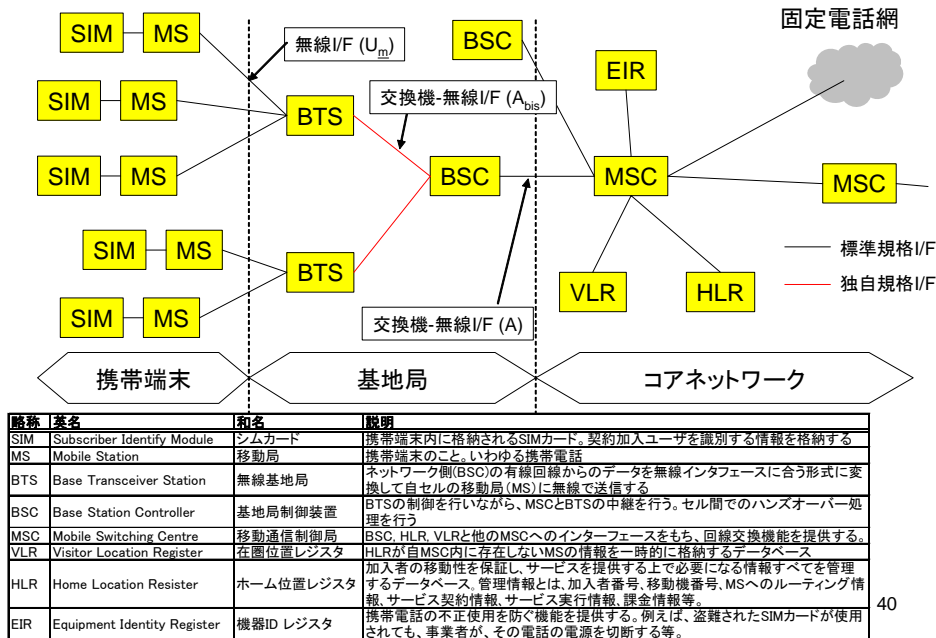 固定電話網
SIM MS
無線I/F (Um)
BSC
EIR
SIM MS
BTS
交換機-無線I/F (Abis)
SIM MS
BSC
MSC
MSC
SIM MS
BTS
VLR
HLR
標準規格I/F
独自規格I/F
SIM MS
交換機-無線I/F (A)
携帯端末
基地局
コアネットワーク
略称 英名 和名 説明
SIM Subscriber Identify Module シムカード 携帯端末内に格納されるSIMカード。契約加入ユーザを識別する情報を格納する
MS Mobile Station 移動局 携帯端末のこと。いわゆる携帯電話
BTS Base Transceiver Station 無線基地局 ネットワーク側(BSC)の有線回線からのデータを無線インタフェースに合う形式に変
換して自セルの移動局(MS)に無線で送信する
BSC Base Station Controller 基地局制御装置 BTSの制御を行いながら、MSCとBTSの中継を行う。セル間でのハンズオーバー処
理を行う
MSC Mobile Switching Centre 移動通信制御局 BSC, HLR, VLRと他のMSCへのインターフェースをもち、回線交換機能を提供する。
VLR Visitor Location Register 在圏位置レジスタ HLRが自MSC内に存在しないMSの情報を一時的に格納するデータベース
HLR Home Location Resister ホーム位置レジスタ 加入者の移動性を保証し、サービスを提供する上で必要になる情報すべてを管理
するデータベース。管理情報とは、加入者番号、移動機番号、MSへのルーティング情
報、サービス契約情報、サービス実行情報、課金情報等。
EIR Equipment Identity Register 機器ID レジスタ 携帯電話の不正使用を防ぐ機能を提供する。例えば、盗難されたSIMカードが使用
されても、事業者が、その電話の電源を切断する等。
40